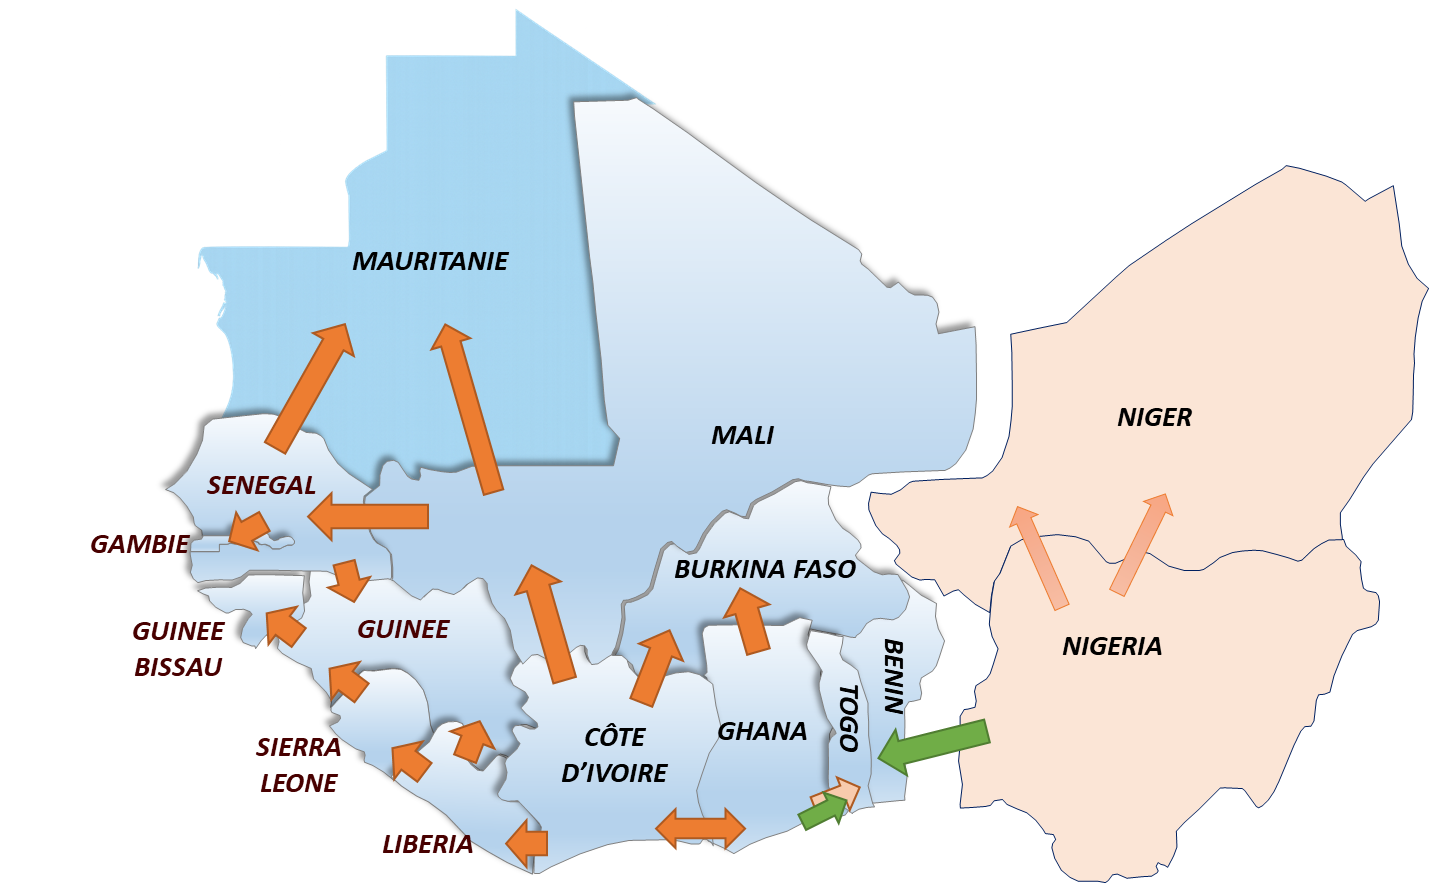 MAURITANIE
NIGER
MALI
SENEGAL
GAMBIE
BURKINA FASO
GUINEE
BISSAU
GUINEE
NIGERIA
BENIN
TOGO
GHANA
CÔTE
D'IVOIRE
SIERRA
LEONE
LIBERIA